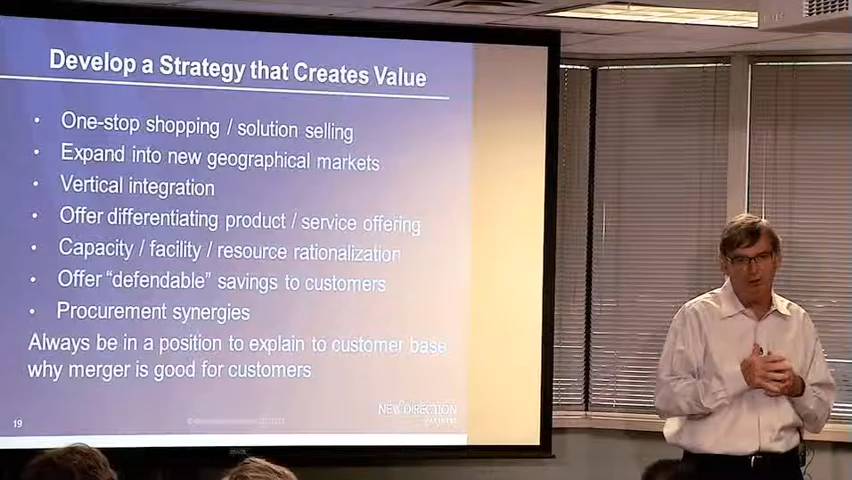 Develop a Strategy that Creates Value
• One-stop shopping / solution selling
• Expand into new geographical markets
• Vertical integration
• Offer differentiating product / service offering
• Capacity / facility / resource rationalization
• Offer “defendable” savings to customers
• Procurement synergies
Always be in a position to explain to customer base
why merger is good for customers
NEW DIRECTION
PARTNERS
19